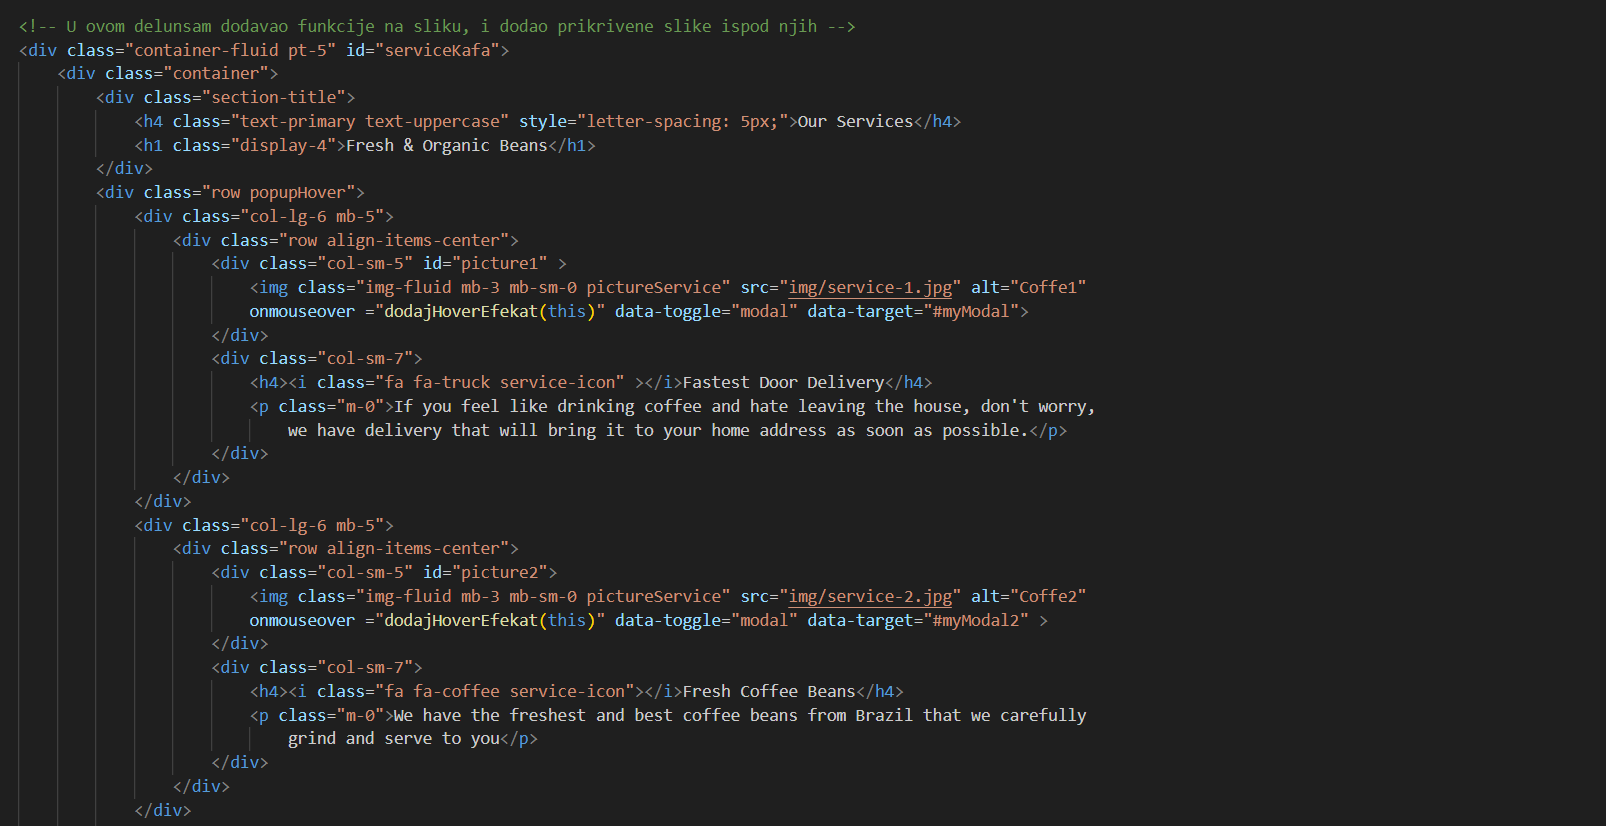 <!-- U ovom delunsam dodavao funkcije na sliku, i dodao prikrivene slike ispod njih -->
<div class="container-fluid pt-5" id="serviceKafa">
<div class="container">
<div class="section-title">
<h4 class="text-primary text-uppercase" style="letter-spacing: 5px;">Our Services</h4>
<h1 class="display-4">Fresh & Organic Beans</h1>
</div>
<div class="row popupHover">
<div class="col-lg-6 mb-5">
<div class="row align-items-center">
<div class="col-sm-5" id="picture1" >
<img class="img-fluid mb-3 mb-sm-0 pictureService" src="img/service-1.jpg" alt="Coffe1"
onmouseover ="dodajHoverEfekat(this)" data-toggle="modal" data-target="#myModal">
</div>
<div class="col-sm-7">
<h4><i class="fa fa-truck service-icon" ></i>Fastest Door Delivery</h4>
<p class="m-0">If you feel like drinking coffee and hate leaving the house, don't worry,
we have delivery that will bring it to your home address as soon as possible.</p>
</div>
</div>
</div>
<div class="col-lg-6 mb-5">
<div class="row align-items-center">
<div class="col-sm-5" id="picture2">
<img class="img-fluid mb-3 mb-sm-0 pictureService" src="img/service-2.jpg" alt="Coffe2"
onmouseover ="dodajHoverEfekat(this)" data-toggle="modal" data-target="#myModal2" >
</div>
<div class="col-sm-7">
<h4><i class="fa fa-coffee service-icon"></i>Fresh Coffee Beans</h4>
<p class="m-0">We have the freshest and best coffee beans from Brazil that we carefully
grind and serve to you</p>
</div>
</div>
</div>